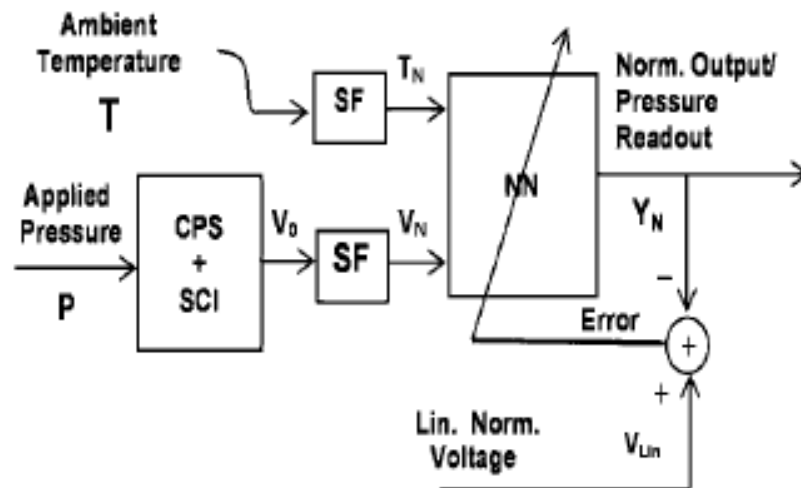 Ambient
Temperature
T
SF
T_N
NN
Norm. Output/
Pressure
Readout
Applied
Pressure
P
CPS
+
SCI
V_0
SF
V_N
Y_N
−
Error
+
+
Lin. Norm.
Voltage
V_Lin